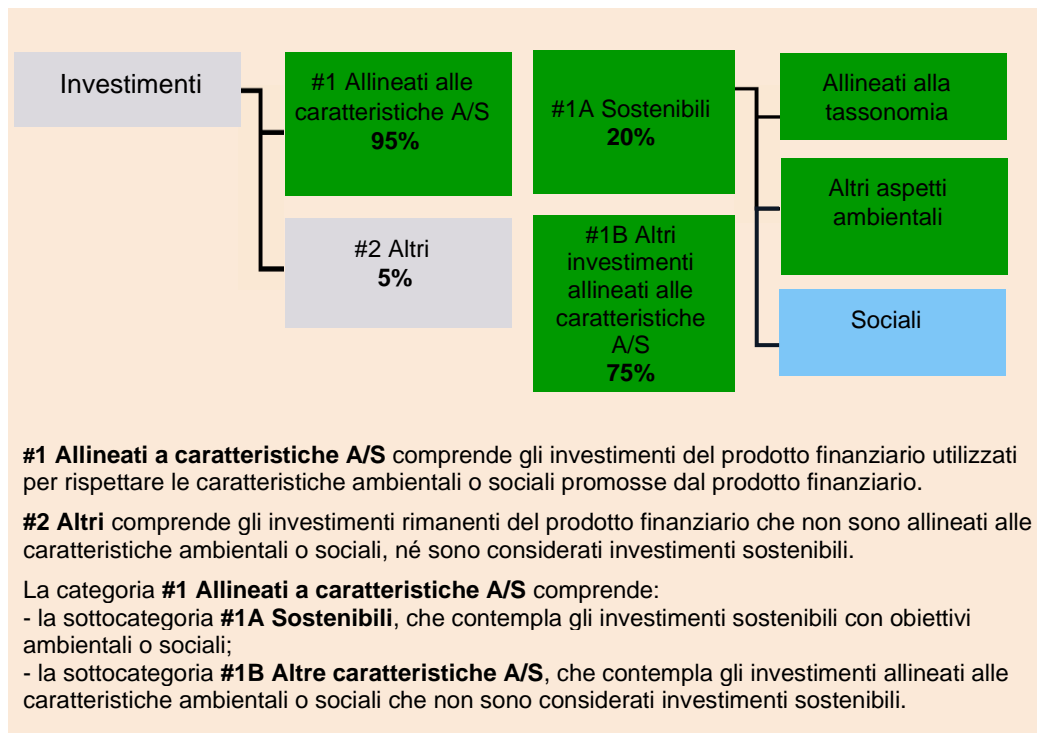 Investimenti
#1 Allineati alle
caratteristiche A/S
95%
#2 Altri
5%
#1A Sostenibili
20%
#1B Altri
investimenti
allineati alle
caratteristiche
A/S
75%
Allineati alla
tassonomia
Altri aspetti
ambientali
Sociali
#1 Allineati a caratteristiche A/S comprende gli investimenti del prodotto finanziario utilizzati
per rispettare le caratteristiche ambientali o sociali promosse dal prodotto finanziario.
#2 Altri comprende gli investimenti rimanenti del prodotto finanziario che non sono allineati alle
caratteristiche ambientali o sociali, né sono considerati investimenti sostenibili.
La categoria #1 Allineati a caratteristiche A/S comprende:
- la sottocategoria #1A Sostenibili, che contempla gli investimenti sostenibili con obiettivi
ambientali o sociali;
- la sottocategoria #1B Altre caratteristiche A/S, che contempla gli investimenti allineati alle
caratteristiche ambientali o sociali che non sono considerati investimenti sostenibili.